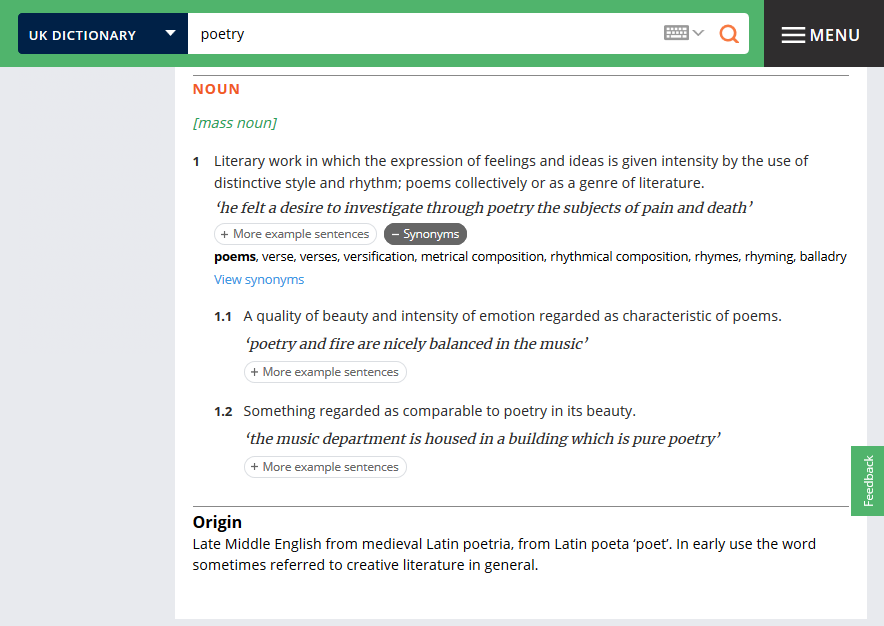 UK DICTIONARY
poetry
MENU
NOUN
[mass noun]
1 Literary work in which the expression of feelings and ideas is given intensity by the use of
distinctive style and rhythm; poems collectively or as a genre of literature.
‘he felt a desire to investigate through poetry the subjects of pain and death’
+ More example sentences − Synonyms
poems, verse, verses, versification, metrical composition, rhythmical composition, rhymes, rhyming, balladry
View synonyms
1.1 A quality of beauty and intensity of emotion regarded as characteristic of poems.
‘poetry and fire are nicely balanced in the music’
+ More example sentences
1.2 Something regarded as comparable to poetry in its beauty.
‘the music department is housed in a building which is pure poetry’
+ More example sentences
Feedback
Origin
Late Middle English from medieval Latin poetria, from Latin poeta ‘poet’. In early use the word
sometimes referred to creative literature in general.